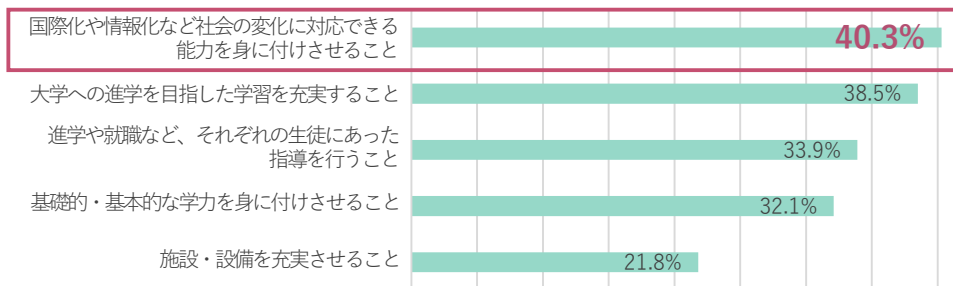 国際化や情報化など社会の変化に対応できる
能力を身に付けさせること
40.3%
大学への進学を目指した学習を充実すること
38.5%
進学や就職など、それぞれの生徒にあった
指導を行うこと
33.9%
基礎的・基本的な学力を身に付けさせること
32.1%
施設・設備を充実させること
21.8%